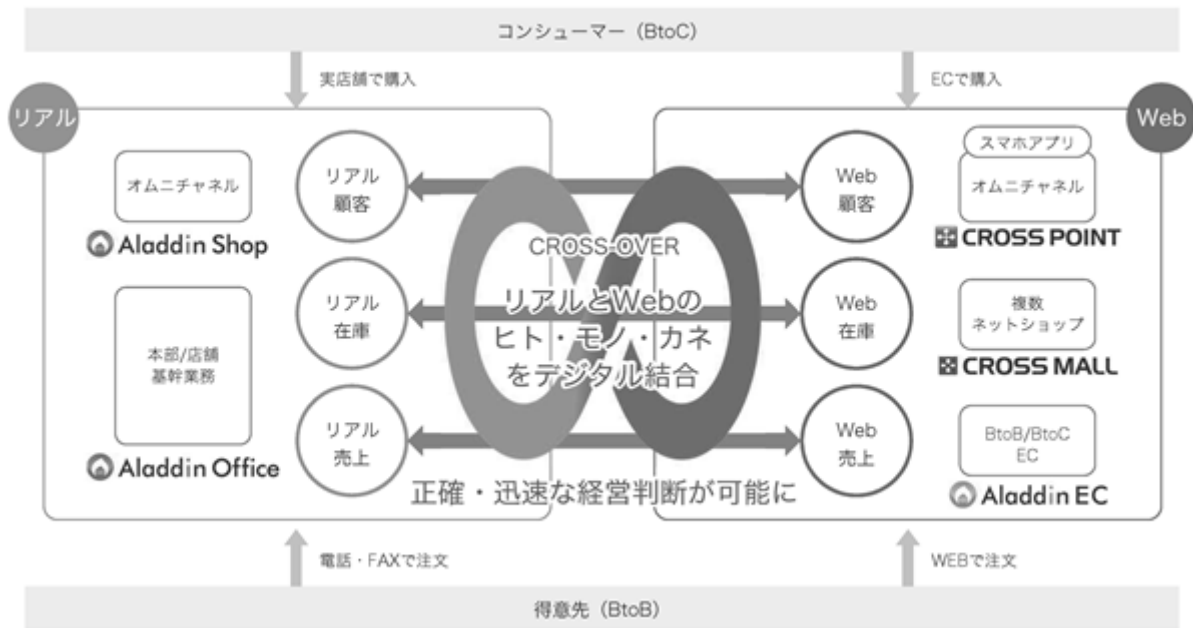 コンシューマー（BtoC）
実店舗で購入
ECで購入
リアル
Web
オムニチャネル
Aladdin Shop
本部/店舗
基幹業務
Aladdin Office
リアル
顧客
リアル
在庫
リアル
売上
CROSS-OVER
リアルとWebの
ヒト・モノ・カネ
をデジタル結合
正確・迅速な経営判断が可能に
Web
顧客
Web
在庫
Web
売上
スマホアプリ
オムニチャネル
CROSS POINT
複数
ネットショップ
CROSS MALL
BtoB/BtoC
EC
Aladdin EC
電話・FAXで注文
WEBで注文
得意先（BtoB）